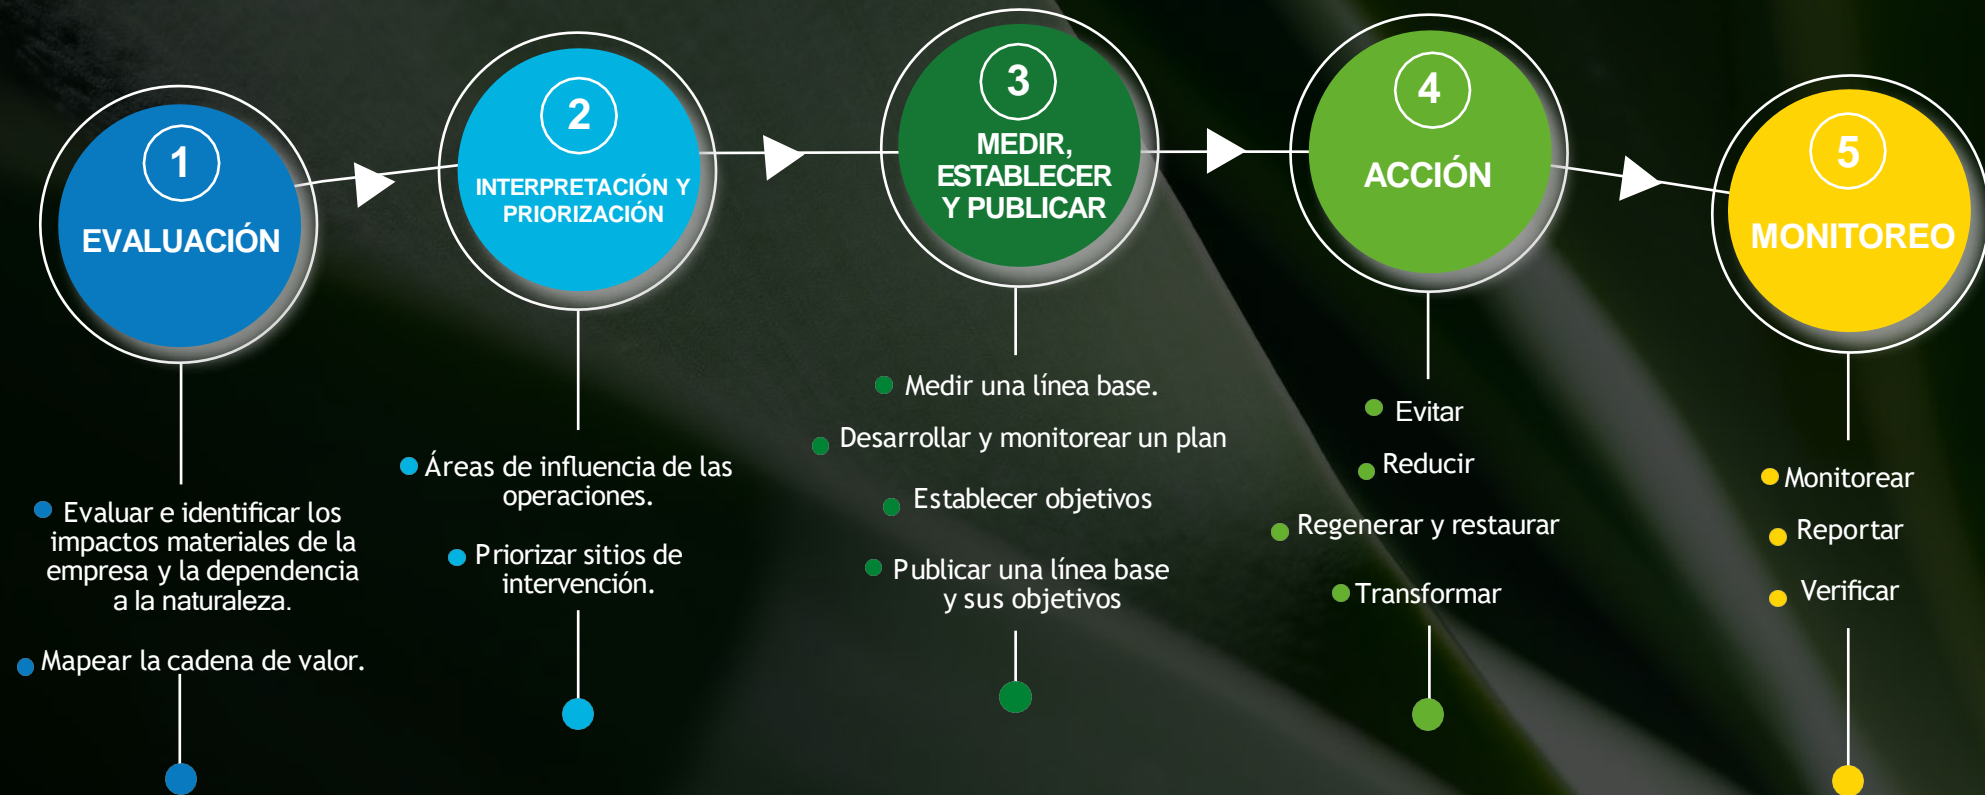 1
EVALUACIÓN
Evaluar e identificar los
impactos materiales de la
empresa y la dependencia
a la naturaleza.
Mapear la cadena de valor.
2
INTERPRETACIÓN Y
PRIORIZACIÓN
Áreas de influencia de las
operaciones.
Priorizar sitios de
intervención.
3
MEDIR,
ESTABLECER
Y PUBLICAR
Medir una línea base.
Desarrollar y monitorear un plan
Establecer objetivos
Publicar una línea base
y sus objetivos
4
ACCIÓN
Evitar
Reducir
Regenerar y restaurar
Transformar
5
MONITOREO
Monitorear
Reportar
Verificar